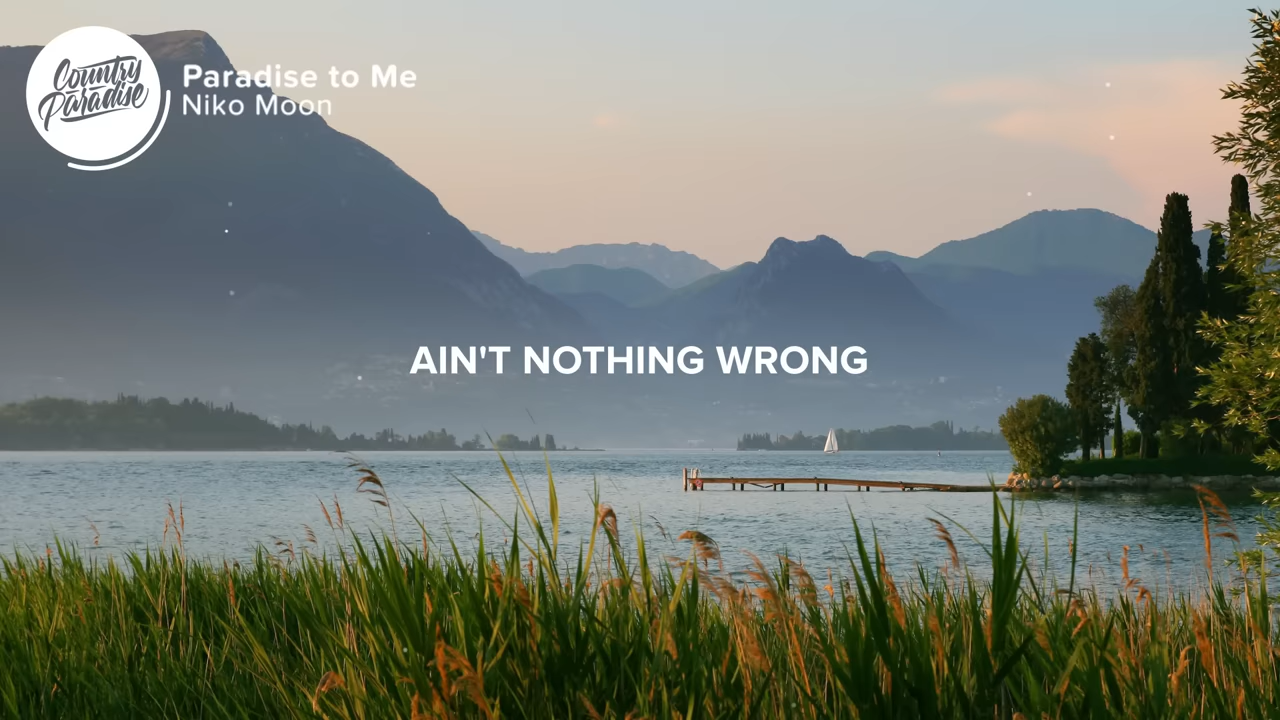 Country
Paradise
Paradise to Me
Niko Moon
AIN'T NOTHING WRONG